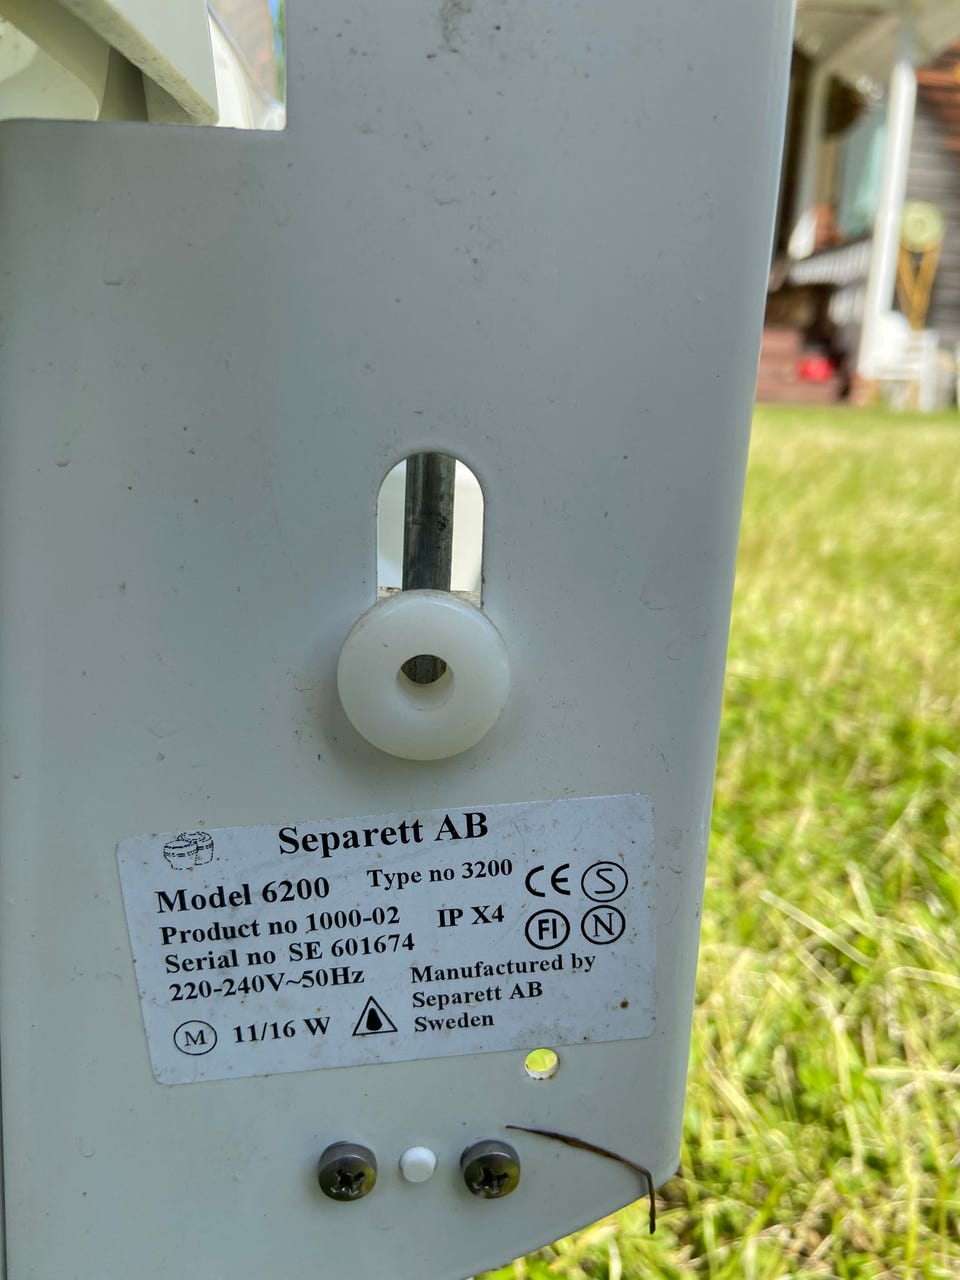 Separett AB
Model 6200 Type no 3200 CE S
Product no 1000-02 IP X4 FI N
Serial no SE 601674
220-240V~50Hz Manufactured by
Separett AB
M 11/16 W Sweden